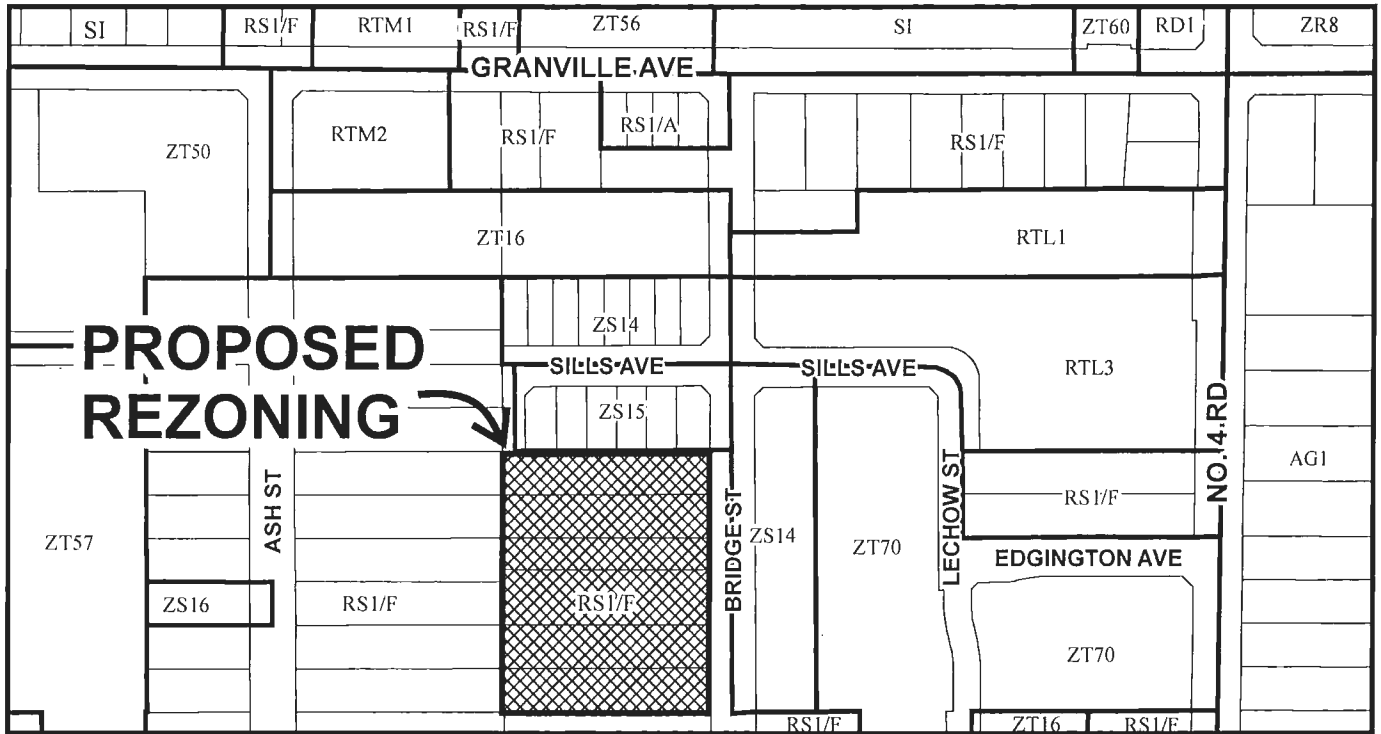 SI RS1/F RTM1 RS1/F ZT56 SI ZT60 RD1 ZR8
GRANVILLE AVE
ZT50 RTM2 RS1/F RS1/A RS1/F
ZT16 RTL1
ZS14
PROPOSED
REZONING
SILLS AVE SILLS AVE
RTL3
ZS15
NO. 4 RD
AG1
ASH ST
BRIDGE ST
LECHOW ST
RS1/F
ZT57
ZS14
ZT70
EDGINGTON AVE
ZS16
RS1/F
RS1/F
ZT70
RS1/F
ZT16
RS1/F